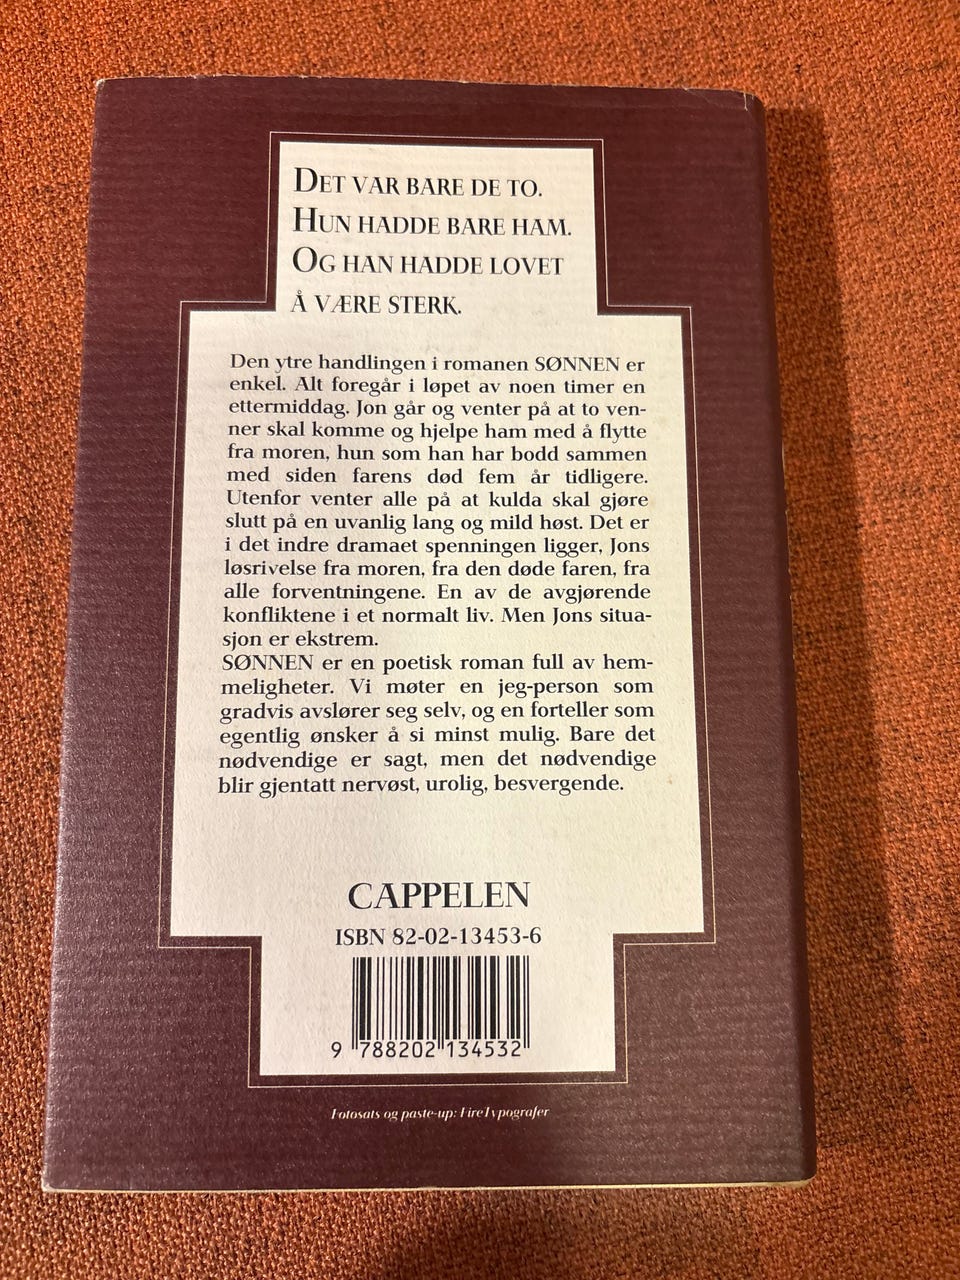 DET VAR BARE DE TO.
HUN HADDE BARE HAM.
OG HAN HADDE LOVET
Å VÆRE STERK.
Den ytre handlingen i romanen SØNNEN er
enkel. Alt foregår i løpet av noen timer en
ettermiddag. Jon går og venter på at to ven-
ner skal komme og hjelpe ham med å flytte
fra moren, hun som han har bodd sammen
med siden farens død fem år tidligere.
Utenfor venter alle på at kulda skal gjøre
slutt på en uvanlig lang og mild høst. Det er
i det indre dramaet spenningen ligger, Jons
løsrivelse fra moren, fra den døde faren, fra
alle forventningene. En av de avgjørende
konfliktene i et normalt liv. Men Jons situa-
sjon er ekstrem.
SØNNEN er en poetisk roman full av hem-
meligheter. Vi møter en jeg-person som
gradvis avslører seg selv, og en forteller som
egentlig ønsker å si minst mulig. Bare det
nødvendige er sagt, men det nødvendige
blir gjentatt nervøst, urolig, besvergende.
CAPPELEN
ISBN 82-02-13453-6
9 788202 134532
Fotosats og paste-up: FireTypografer